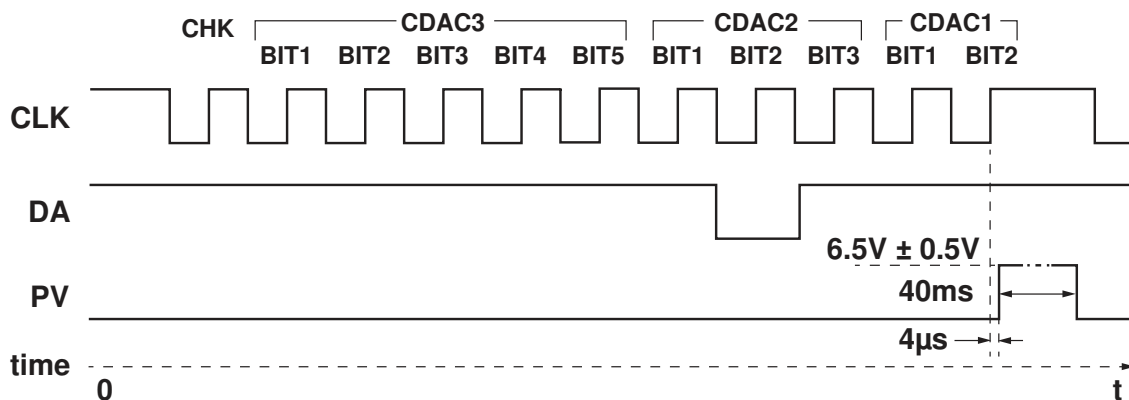 CHK CDAC3 CDAC2 CDAC1
BIT1 BIT2 BIT3 BIT4 BIT5 BIT1 BIT2 BIT3 BIT1 BIT2
CLK
DA
6.5V ± 0.5V
PV
40ms
4µs
time
0 t